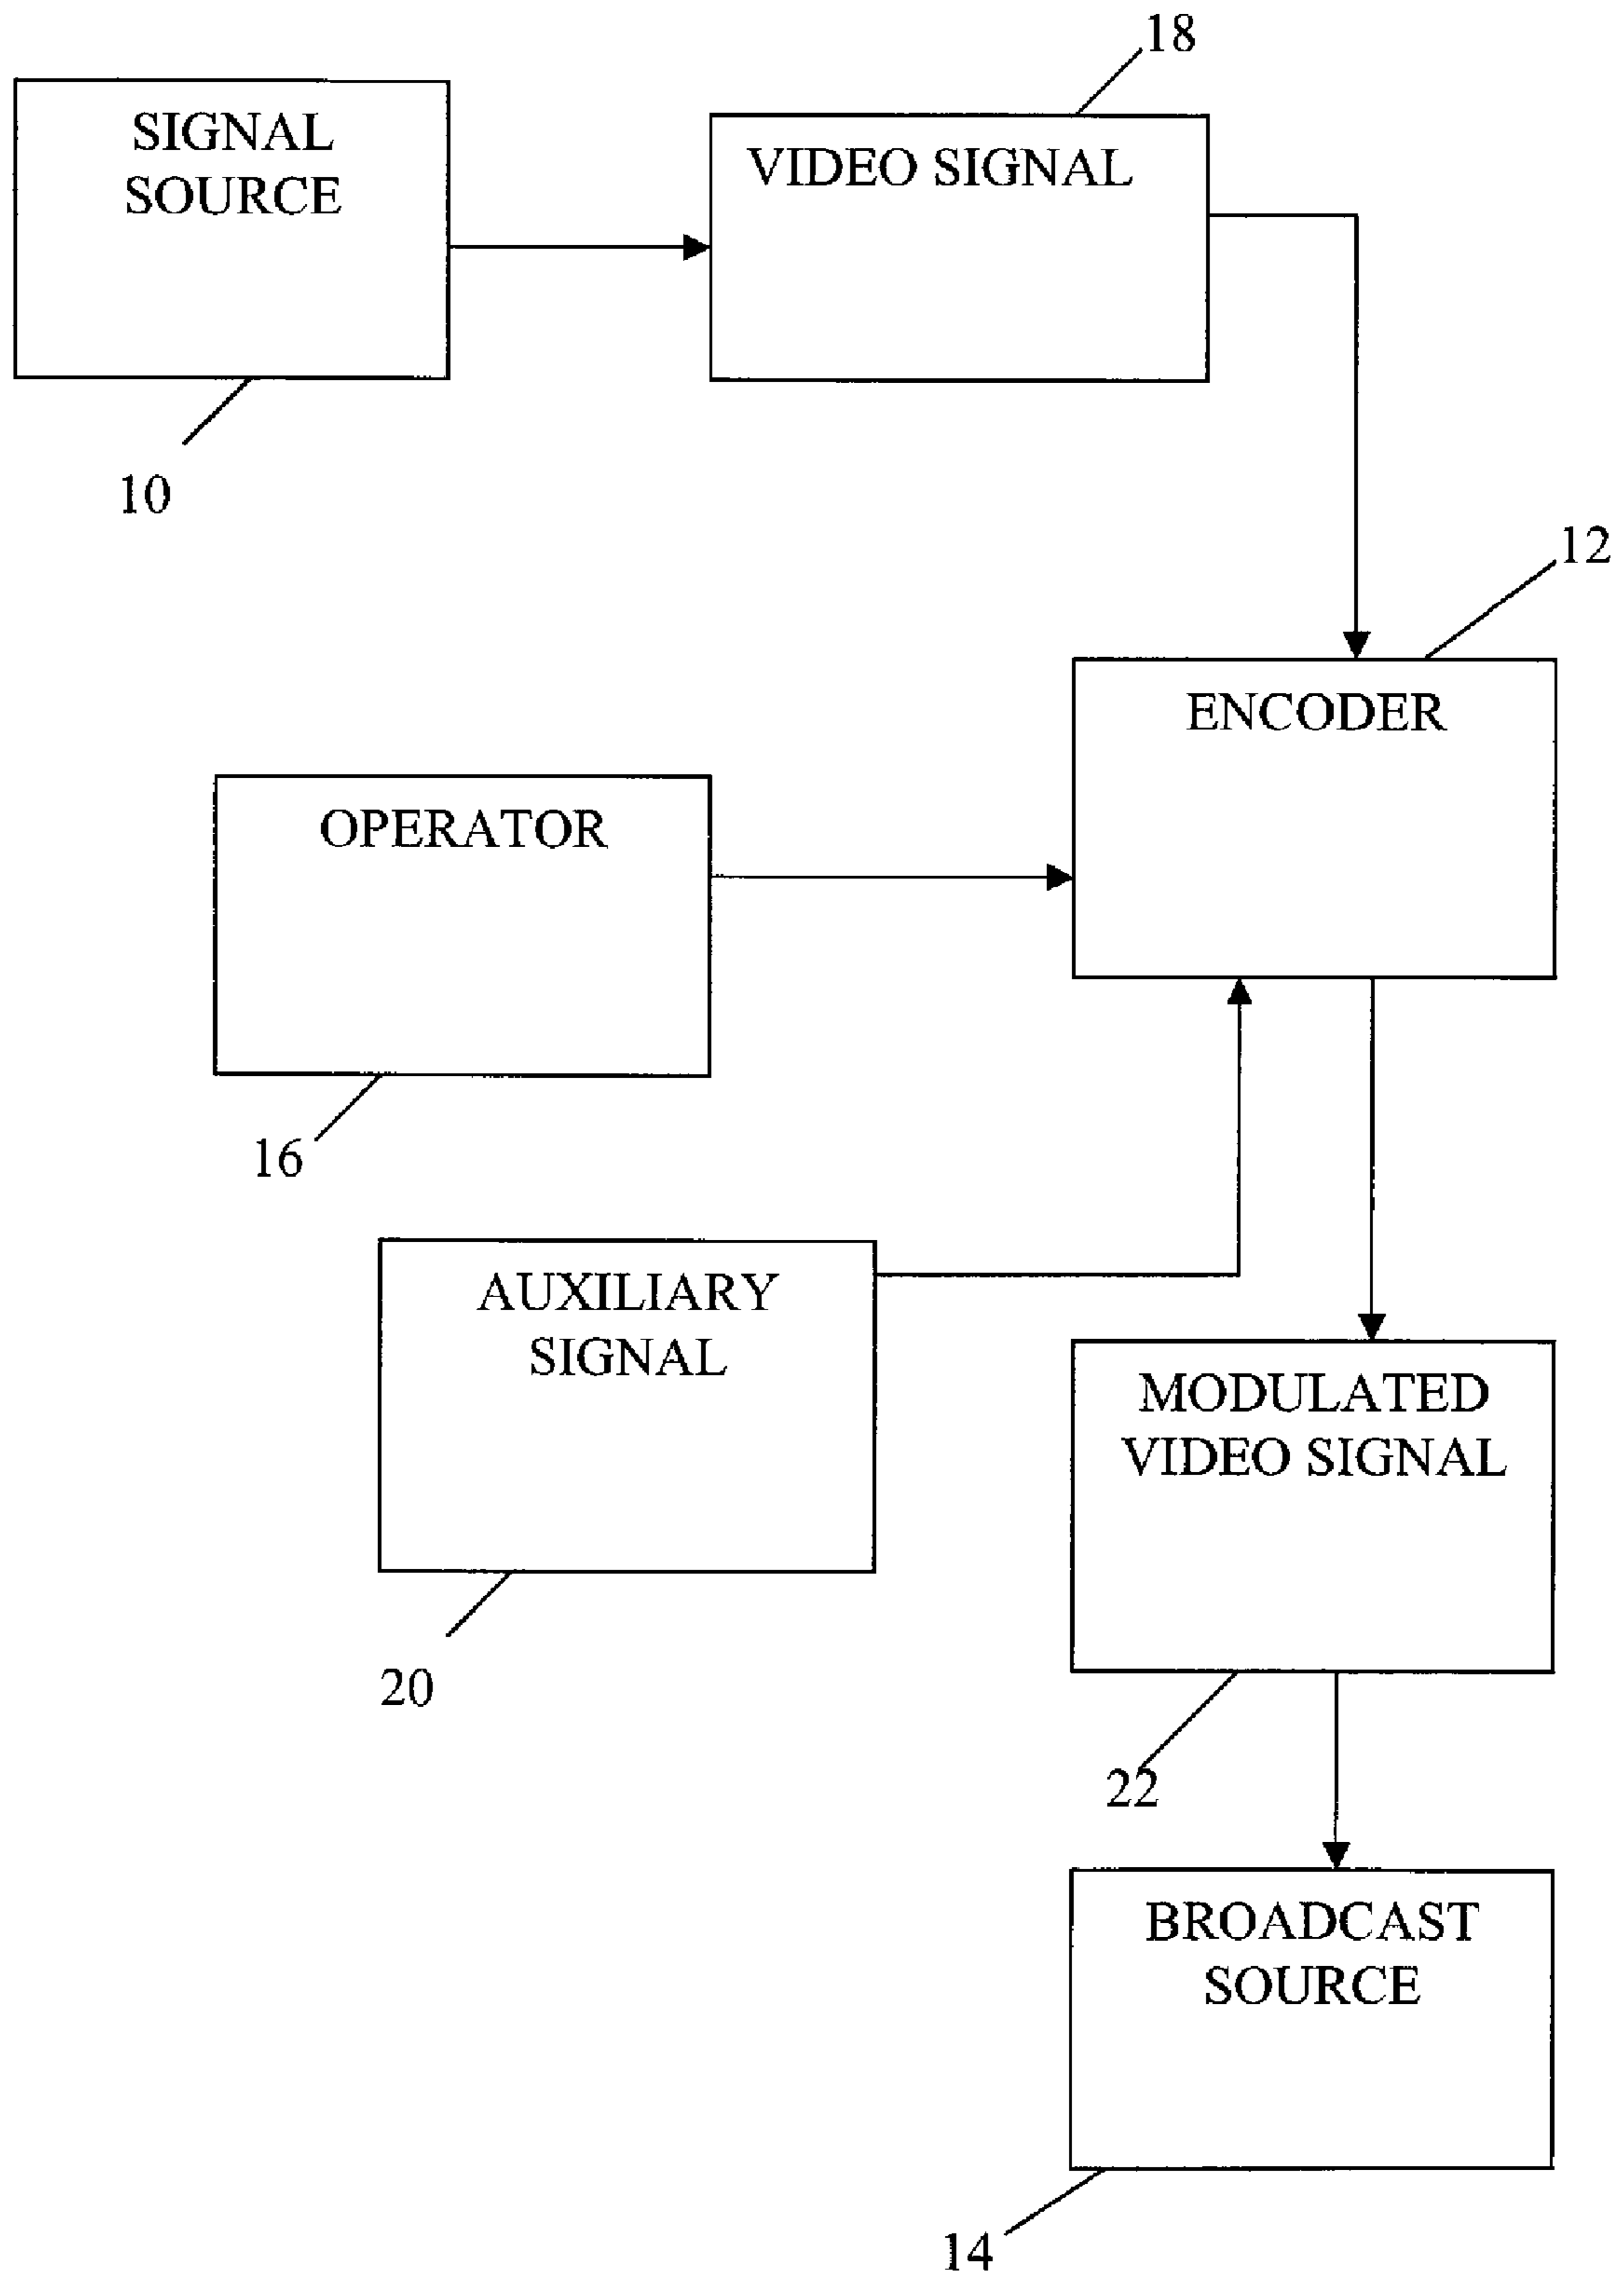 18
SIGNAL
SOURCE
VIDEO SIGNAL
10
12
ENCODER
OPERATOR
16
AUXILIARY
SIGNAL
MODULATED
VIDEO SIGNAL
20
22
BROADCAST
SOURCE
14